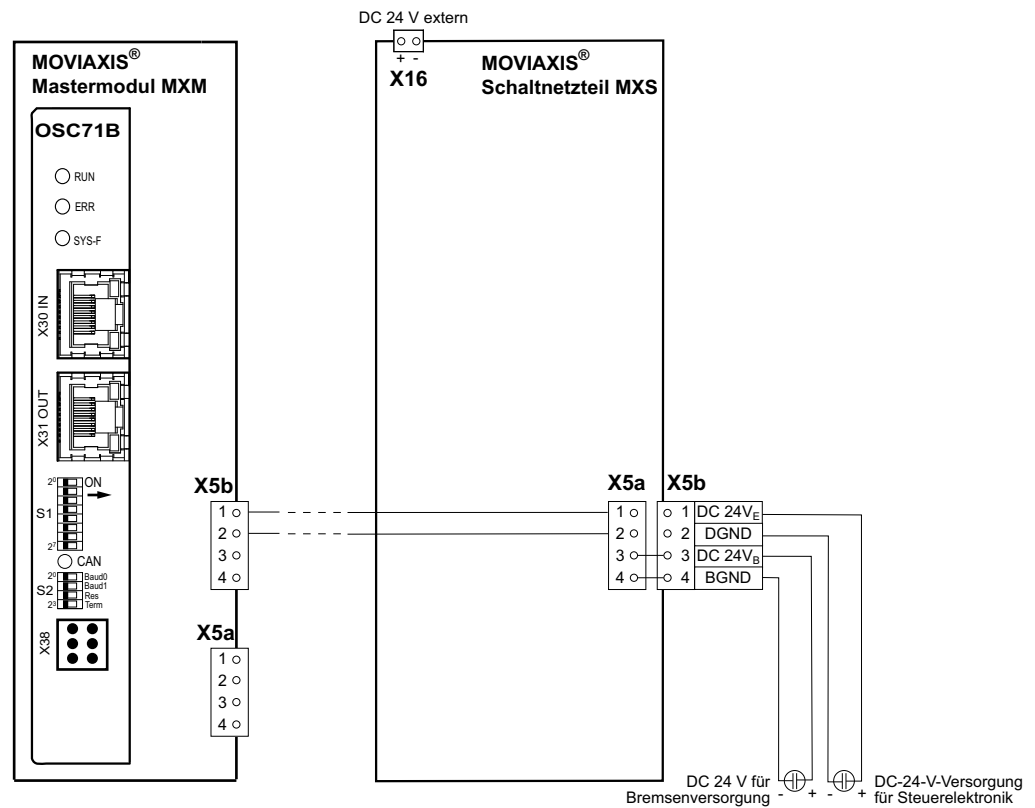 DC 24 V extern
+ -
X16
MOVIAXIS®
Mastermodul MXM
MOVIAXIS®
Schaltnetzteil MXS
OSC71B
RUN
ERR
SYS-F
X30 IN
X31 OUT
2⁰
ON
S1
2⁷
CAN
2⁰
Baud0
Baud1
S2
Res
2³
Term
X38
X5b
1
2
3
4
X5a
1
2
3
4
X5a
1
2
3
4
X5b
1 DC 24V_E
2 DGND
3 DC 24V_B
4 BGND
DC 24 V für
Bremsenversorgung
- +
- +
DC-24-V-Versorgung
für Steuerelektronik